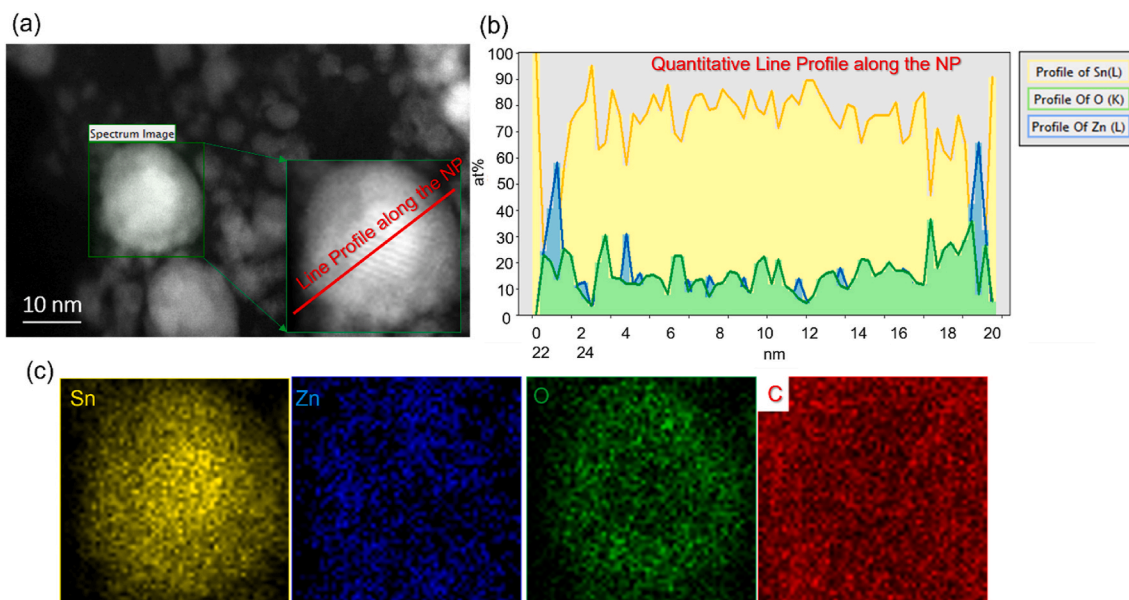 (a)
Spectrum Image
Line Profile along the NP
10 nm
(b)
Quantitative Line Profile along the NP
at%
100
90
80
70
60
50
40
30
20
10
0
0 2 4 6 8 10 12 14 16 18 20
22 24
nm
Profile of Sn(L)
Profile Of O (K)
Profile Of Zn (L)
(c)
Sn
Zn
O
C